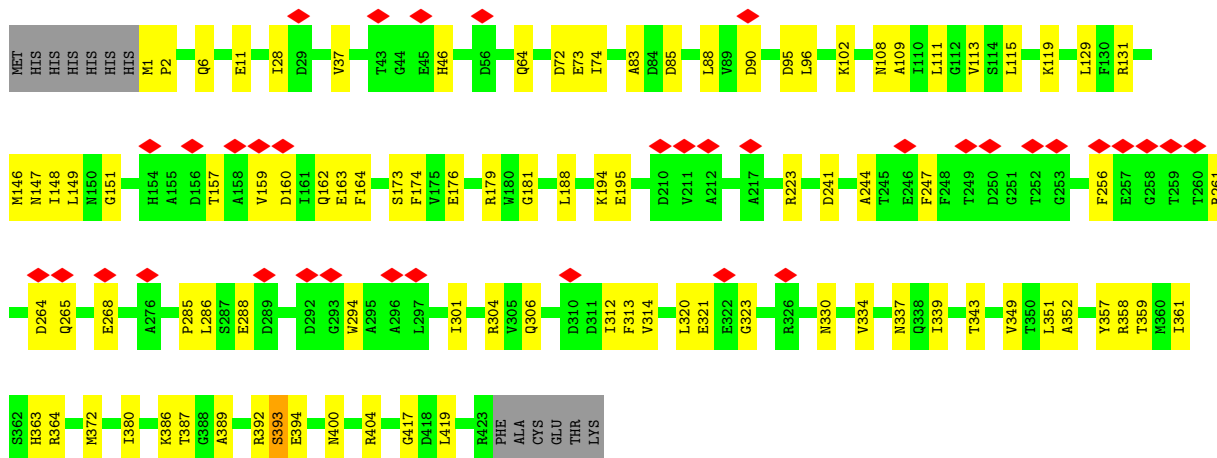 MET HIS HIS HIS HIS HIS HIS M1 P2 Q6 E11 I28 D29 V37 T43 G44 E45 H46 D56 Q64 D72 E73 I74 A83 D84 D85 L88 V89 D90 D95 L96 K102 N108 A109 I110 L111 G112 V113 S114 L115 K119 L129 F130 R131
M146 N147 I148 L149 N150 G151 H154 A155 D156 T157 A158 V159 D160 I161 Q162 E163 F164 S173 F174 V175 E176 R179 W180 G181 L188 K194 E195 D210 V211 A212 A217 R223 D241 A244 T245 E246 F247 F248 T249 D250 G251 T252 G253 F256 E257 G258 T259 T260 R261
D264 Q265 E268 A276 P285 L286 S287 E288 D289 D292 G293 W294 A295 A296 L297 I301 R304 V305 Q306 D310 D311 I312 F313 V314 L320 E321 E322 G323 R326 N330 V334 N337 Q338 I339 T343 V349 T350 L351 A352 Y357 R358 T359 M360 I361
S362 H363 R364 M372 I380 K386 T387 G388 A389 R392 S393 E394 N400 R404 G417 D418 L419 R423 PHE ALA CYS GLU THR LYS